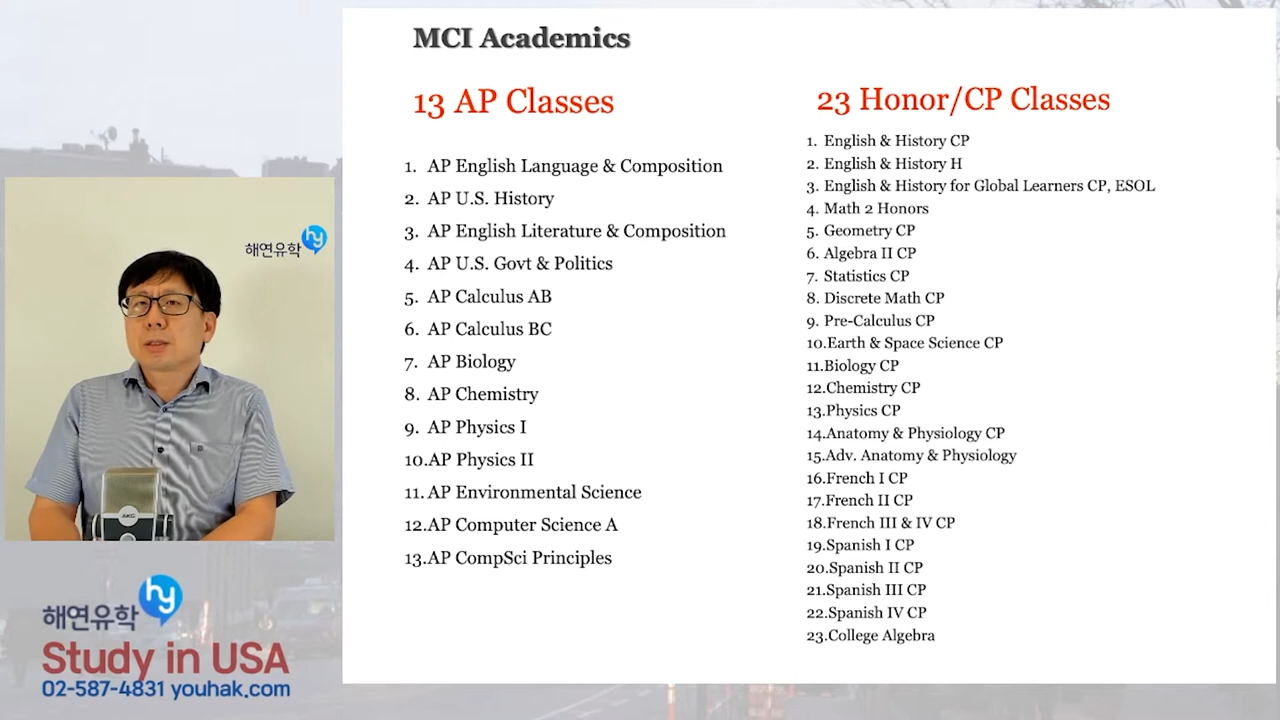 MCI Academics
13 AP Classes
1. AP English Language & Composition
2. AP U.S. History
3. AP English Literature & Composition
4. AP U.S. Govt & Politics
5. AP Calculus AB
6. AP Calculus BC
7. AP Biology
8. AP Chemistry
9. AP Physics I
10.AP Physics II
11. AP Environmental Science
12.AP Computer Science A
13.AP CompSci Principles
23 Honor/CP Classes
1. English & History CP
2. English & History H
3. English & History for Global Learners CP, ESOL
4. Math 2 Honors
5. Geometry CP
6. Algebra II CP
7. Statistics CP
8. Discrete Math CP
9. Pre-Calculus CP
10.Earth & Space Science CP
11.Biology CP
12.Chemistry CP
13.Physics CP
14.Anatomy & Physiology CP
15.Adv. Anatomy & Physiology
16.French I CP
17.French II CP
18.French III & IV CP
19.Spanish I CP
20.Spanish II CP
21.Spanish III CP
22.Spanish IV CP
23.College Algebra
해연유학 hy
AKG
해연유학 hy
Study in USA
02-587-4831 youhak.com